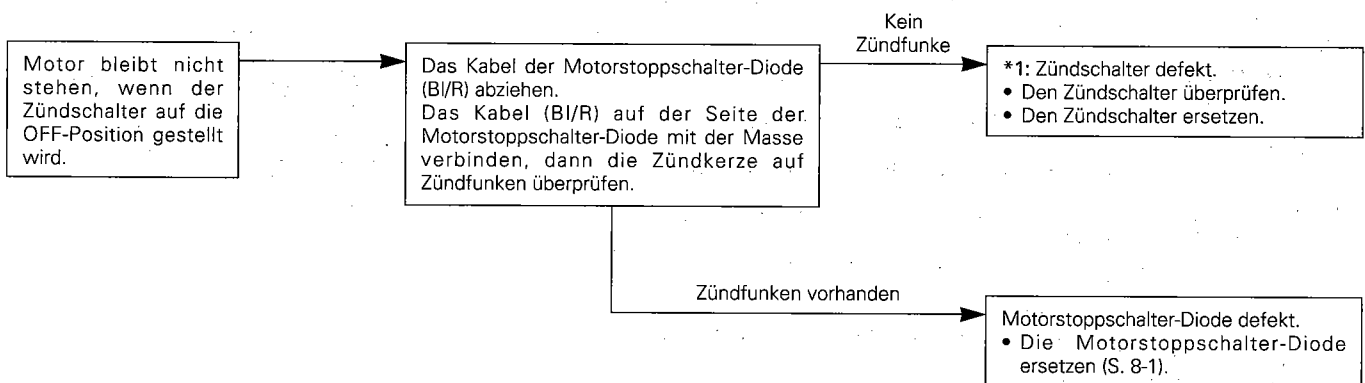 Motor bleibt nicht
stehen, wenn der
Zündschalter auf die
OFF-Position gestellt
wird.
Das Kabel der Motorstoppschalter-Diode
(Bl/R) abziehen.
Das Kabel (Bl/R) auf der Seite der
Motorstoppschalter-Diode mit der Masse
verbinden, dann die Zündkerze auf
Zündfunken überprüfen.
Kein
Zündfunke
*1: Zündschalter defekt.
• Den Zündschalter überprüfen.
• Den Zündschalter ersetzen.
Zündfunken vorhanden
Motorstoppschalter-Diode defekt.
• Die Motorstoppschalter-Diode
ersetzen (S. 8-1).